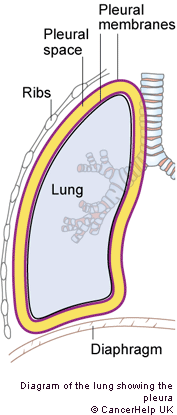 Pleural
membranes
Pleural
space
Ribs
Lung
Diaphragm
Diagram of the lung showing the
pleura
© CancerHelp UK